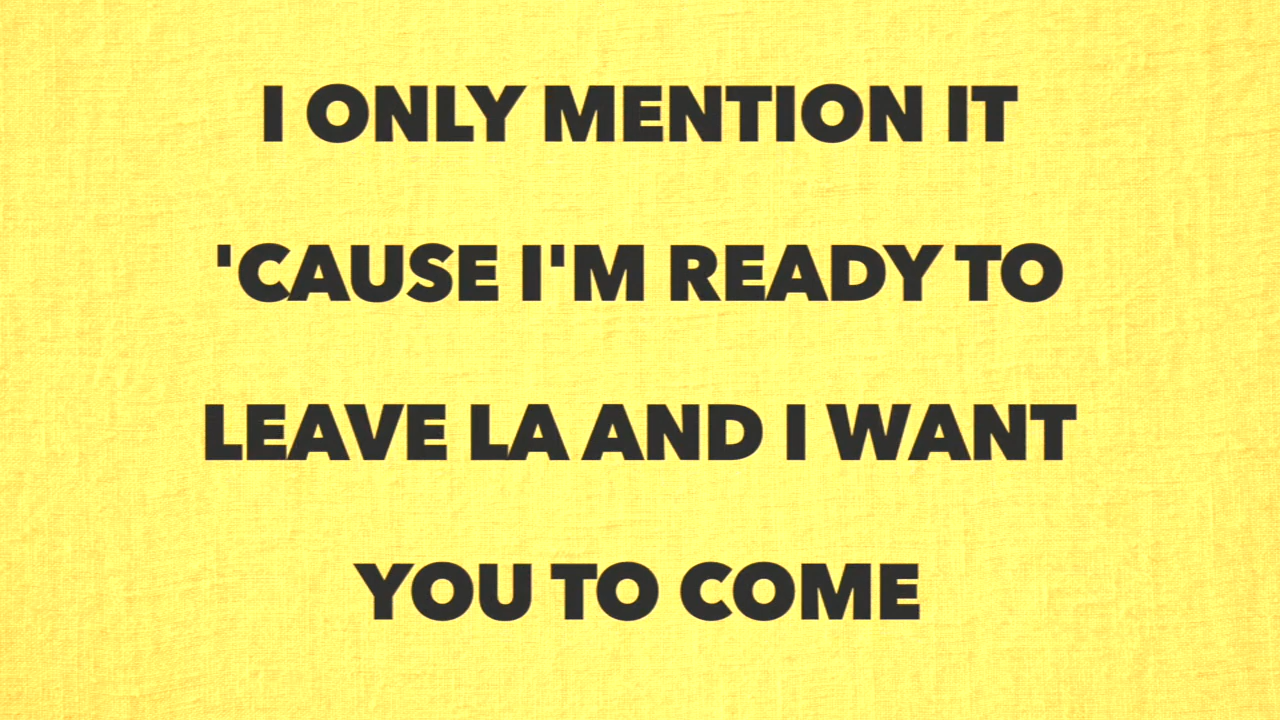 I ONLY MENTION IT
'CAUSE I'M READY TO
LEAVE LA AND I WANT
YOU TO COME